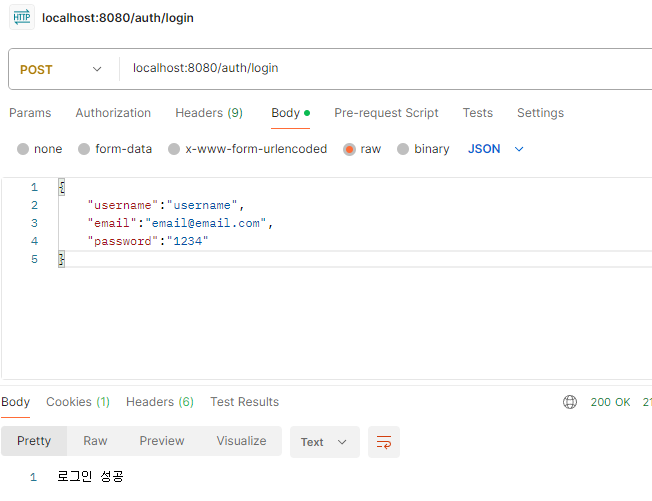 HTTP localhost:8080/auth/login
POST localhost:8080/auth/login
Params Authorization Headers (9) Body Pre-request Script Tests Settings
none form-data x-www-form-urlencoded raw binary JSON
1 {
2 "username":"username",
3 "email":"email@email.com",
4 "password":"1234"
5 }
Body Cookies (1) Headers (6) Test Results 200 OK 21
Pretty Raw Preview Visualize Text
1 로그인 성공